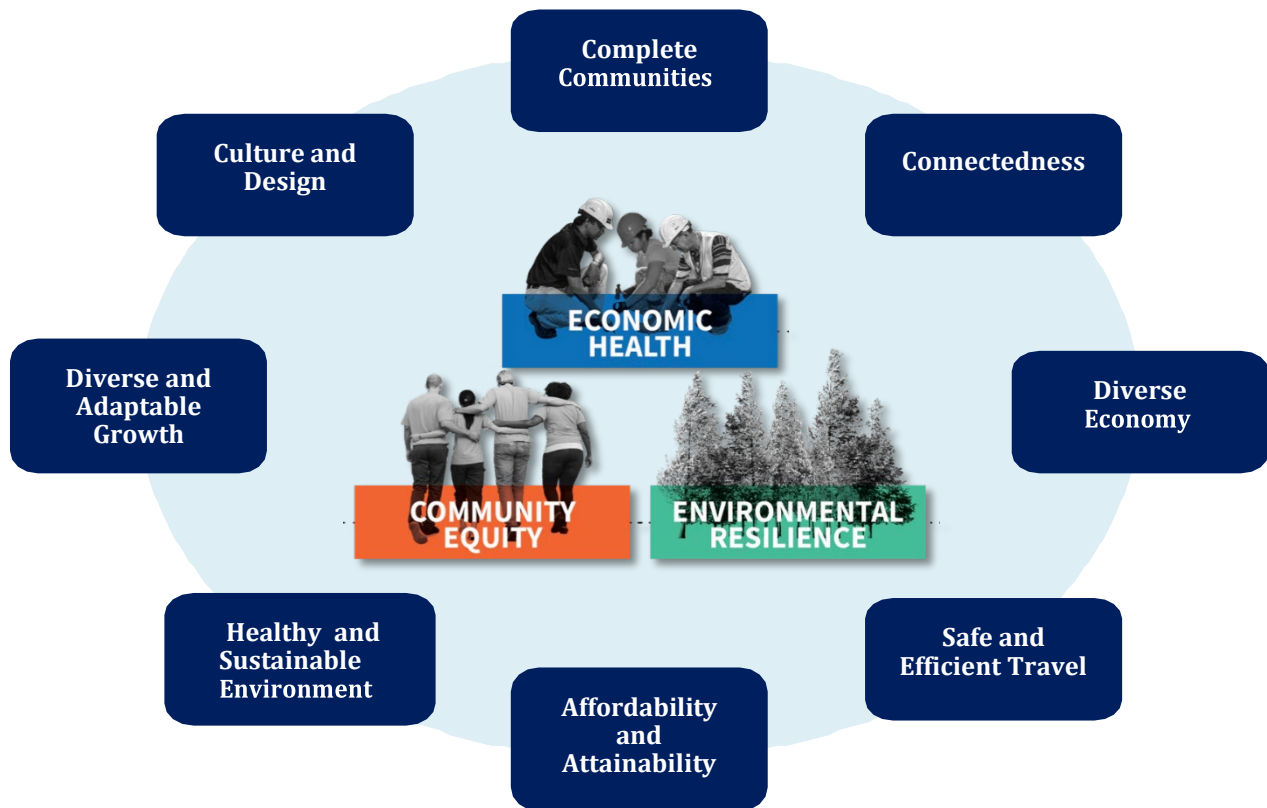 Complete
Communities
Culture and
Design
Connectedness
ECONOMIC
HEALTH
Diverse and
Adaptable
Growth
Diverse
Economy
COMMUNITY
EQUITY
ENVIRONMENTAL
RESILIENCE
Healthy and
Sustainable
Environment
Safe and
Efficient Travel
Affordability
and
Attainability